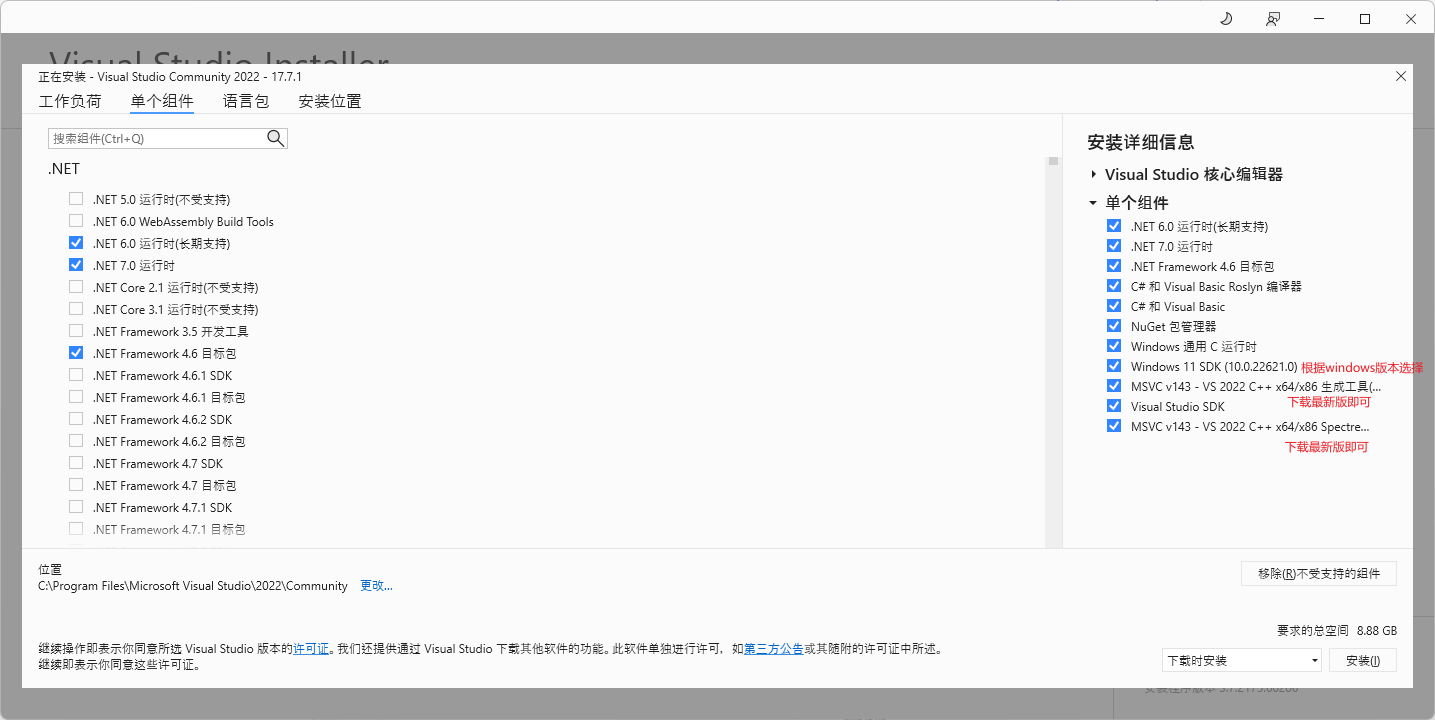 Visual Studio Installer
正在安装 - Visual Studio Community 2022 - 17.7.1
工作负荷 单个组件 语言包 安装位置
搜索组件(Ctrl+Q)
.NET
.NET 5.0 运行时(不受支持)
.NET 6.0 WebAssembly Build Tools
.NET 6.0 运行时(长期支持)
.NET 7.0 运行时
.NET Core 2.1 运行时(不受支持)
.NET Core 3.1 运行时(不受支持)
.NET Framework 3.5 开发工具
.NET Framework 4.6 目标包
.NET Framework 4.6.1 SDK
.NET Framework 4.6.1 目标包
.NET Framework 4.6.2 SDK
.NET Framework 4.6.2 目标包
.NET Framework 4.7 SDK
.NET Framework 4.7 目标包
.NET Framework 4.7.1 SDK
.NET Framework 4.7.1 目标包
安装详细信息
Visual Studio 核心编辑器
单个组件
.NET 6.0 运行时(长期支持)
.NET 7.0 运行时
.NET Framework 4.6 目标包
C# 和 Visual Basic Roslyn 编译器
C# 和 Visual Basic
NuGet 包管理器
Windows 通用 C 运行时
Windows 11 SDK (10.0.22621.0) 根据windows版本选择
MSVC v143 - VS 2022 C++ x64/x86 生成工具(...
下载最新版即可
Visual Studio SDK
MSVC v143 - VS 2022 C++ x64/x86 Spectre...
下载最新版即可
位置
C:\Program Files\Microsoft Visual Studio\2022\Community 更改...
移除(R)不受支持的组件
要求的总空间 8.88 GB
继续操作即表示你同意所选 Visual Studio 版本的许可证。我们还提供通过 Visual Studio 下载其他软件的功能。此软件单独进行许可，如第三方公告或其随附的许可证中所述。
继续即表示你同意这些许可证。
下载时安装 安装(I)